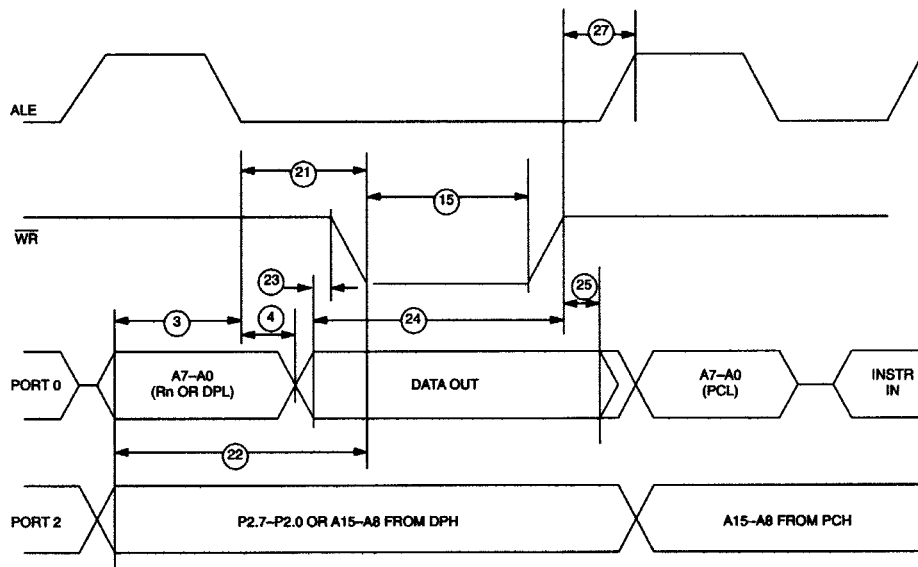 27
ALE
21
15
W̅R̅
23
25
3
4
24
PORT 0
A7–A0
(Rn OR DPL)
DATA OUT
A7–A0
(PCL)
INSTR
IN
22
PORT 2
P2.7–P2.0 OR A15–A8 FROM DPH
A15–A8 FROM PCH